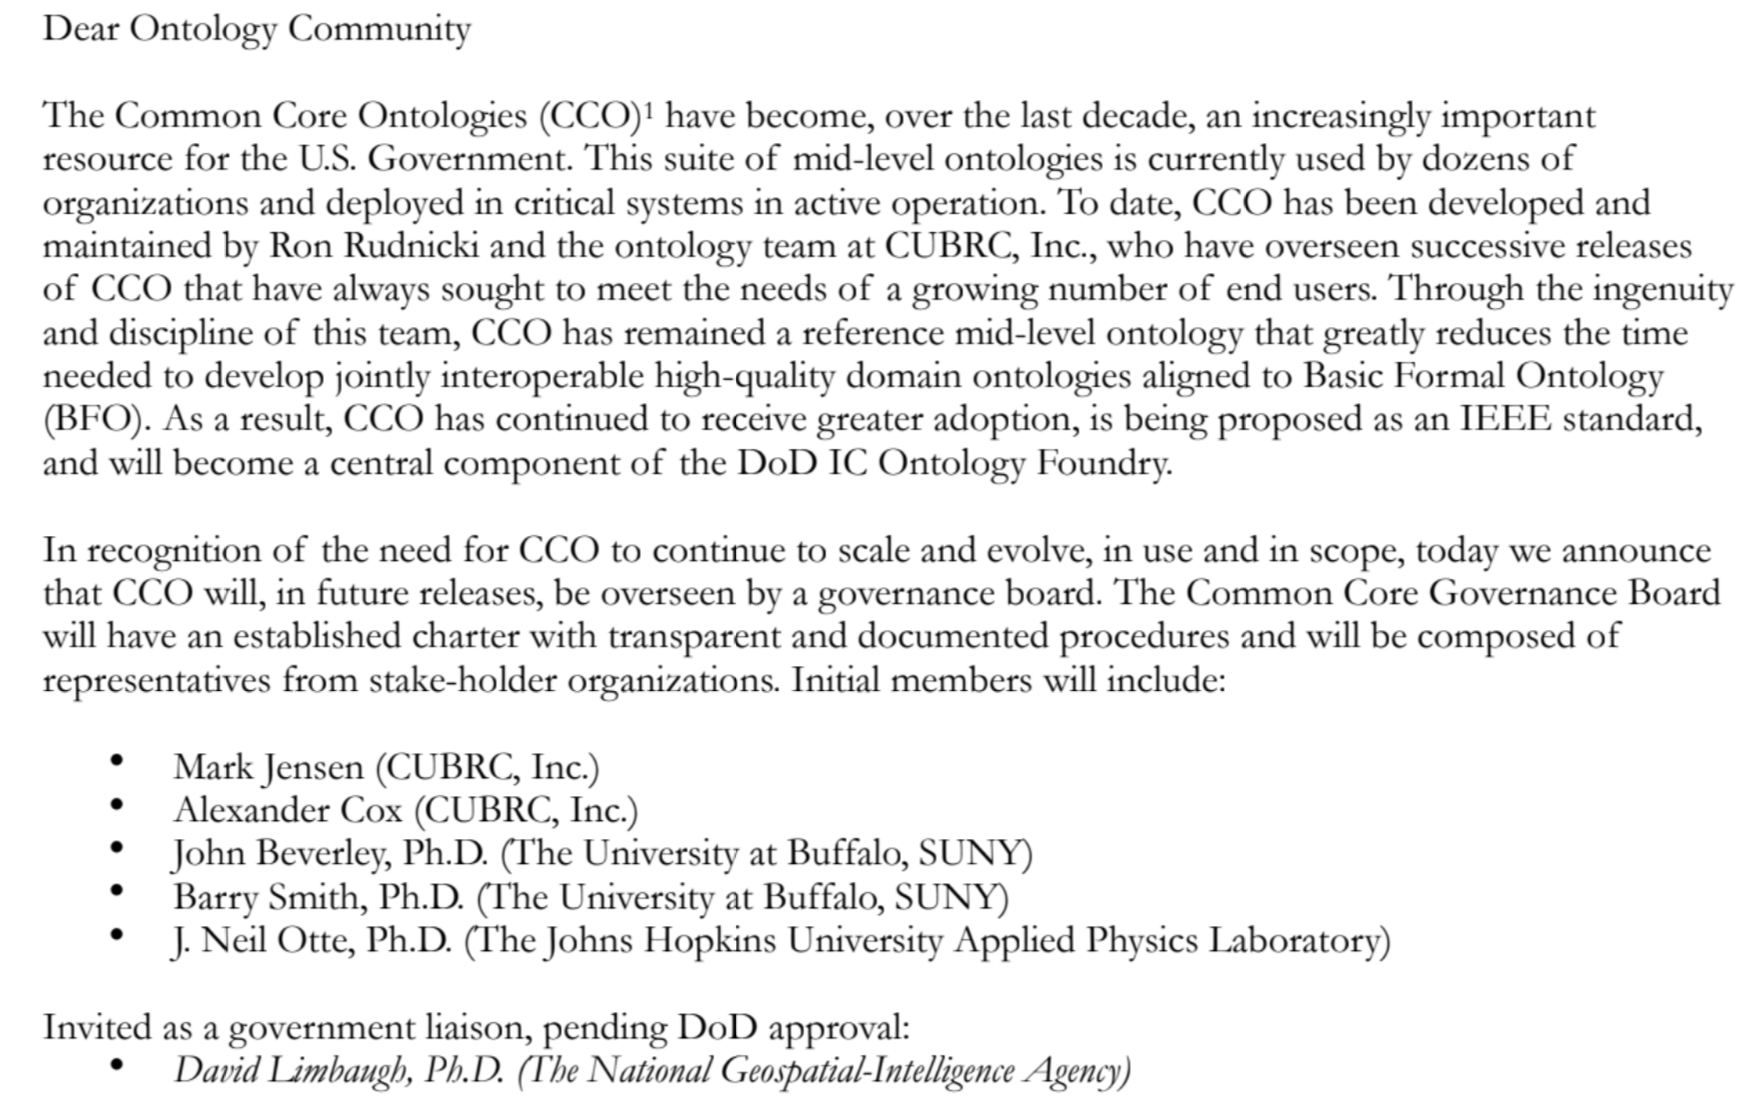 Dear Ontology Community
The Common Core Ontologies (CCO)¹ have become, over the last decade, an increasingly important
resource for the U.S. Government. This suite of mid-level ontologies is currently used by dozens of
organizations and deployed in critical systems in active operation. To date, CCO has been developed and
maintained by Ron Rudnicki and the ontology team at CUBRC, Inc., who have overseen successive releases
of CCO that have always sought to meet the needs of a growing number of end users. Through the ingenuity
and discipline of this team, CCO has remained a reference mid-level ontology that greatly reduces the time
needed to develop jointly interoperable high-quality domain ontologies aligned to Basic Formal Ontology
(BFO). As a result, CCO has continued to receive greater adoption, is being proposed as an IEEE standard,
and will become a central component of the DoD IC Ontology Foundry.
In recognition of the need for CCO to continue to scale and evolve, in use and in scope, today we announce
that CCO will, in future releases, be overseen by a governance board. The Common Core Governance Board
will have an established charter with transparent and documented procedures and will be composed of
representatives from stake-holder organizations. Initial members will include:
• Mark Jensen (CUBRC, Inc.)
• Alexander Cox (CUBRC, Inc.)
• John Beverley, Ph.D. (The University at Buffalo, SUNY)
• Barry Smith, Ph.D. (The University at Buffalo, SUNY)
• J. Neil Otte, Ph.D. (The Johns Hopkins University Applied Physics Laboratory)
Invited as a government liaison, pending DoD approval:
• David Limbaugh, Ph.D. (The National Geospatial-Intelligence Agency)